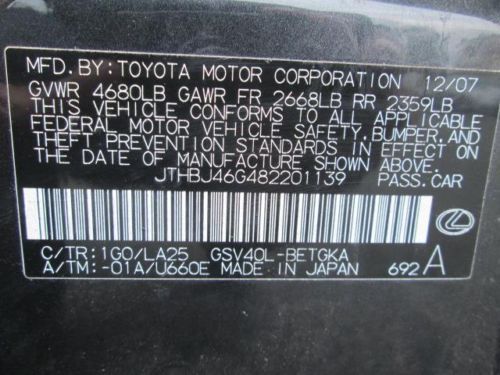 MFD. BY: TOYOTA MOTOR CORPORATION 12/07
GVWR 4680LB GAWR FR 2668LB RR 2359LB
THIS VEHICLE CONFORMS TO ALL APPLICABLE
FEDERAL MOTOR VEHICLE SAFETY, BUMPER, AND
THEFT PREVENTION STANDARDS IN EFFECT ON
THE DATE OF MANUFACTURE SHOWN ABOVE.
JTHBJ46G482201139 PASS. CAR
C/TR: 1G0/LA25 GSV40L-BETGKA
A/TM: -01A/U660E MADE IN JAPAN 692 A